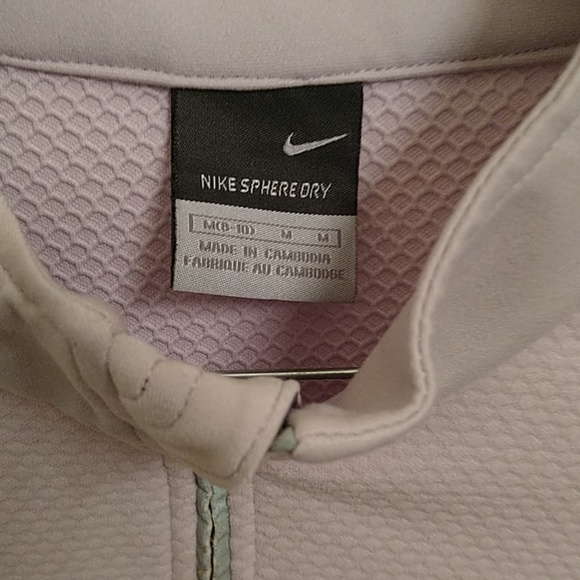 NIKE SPHERE DRY
M(8-10) M M
MADE IN CAMBODIA
FABRIQUE AU CAMBODGE